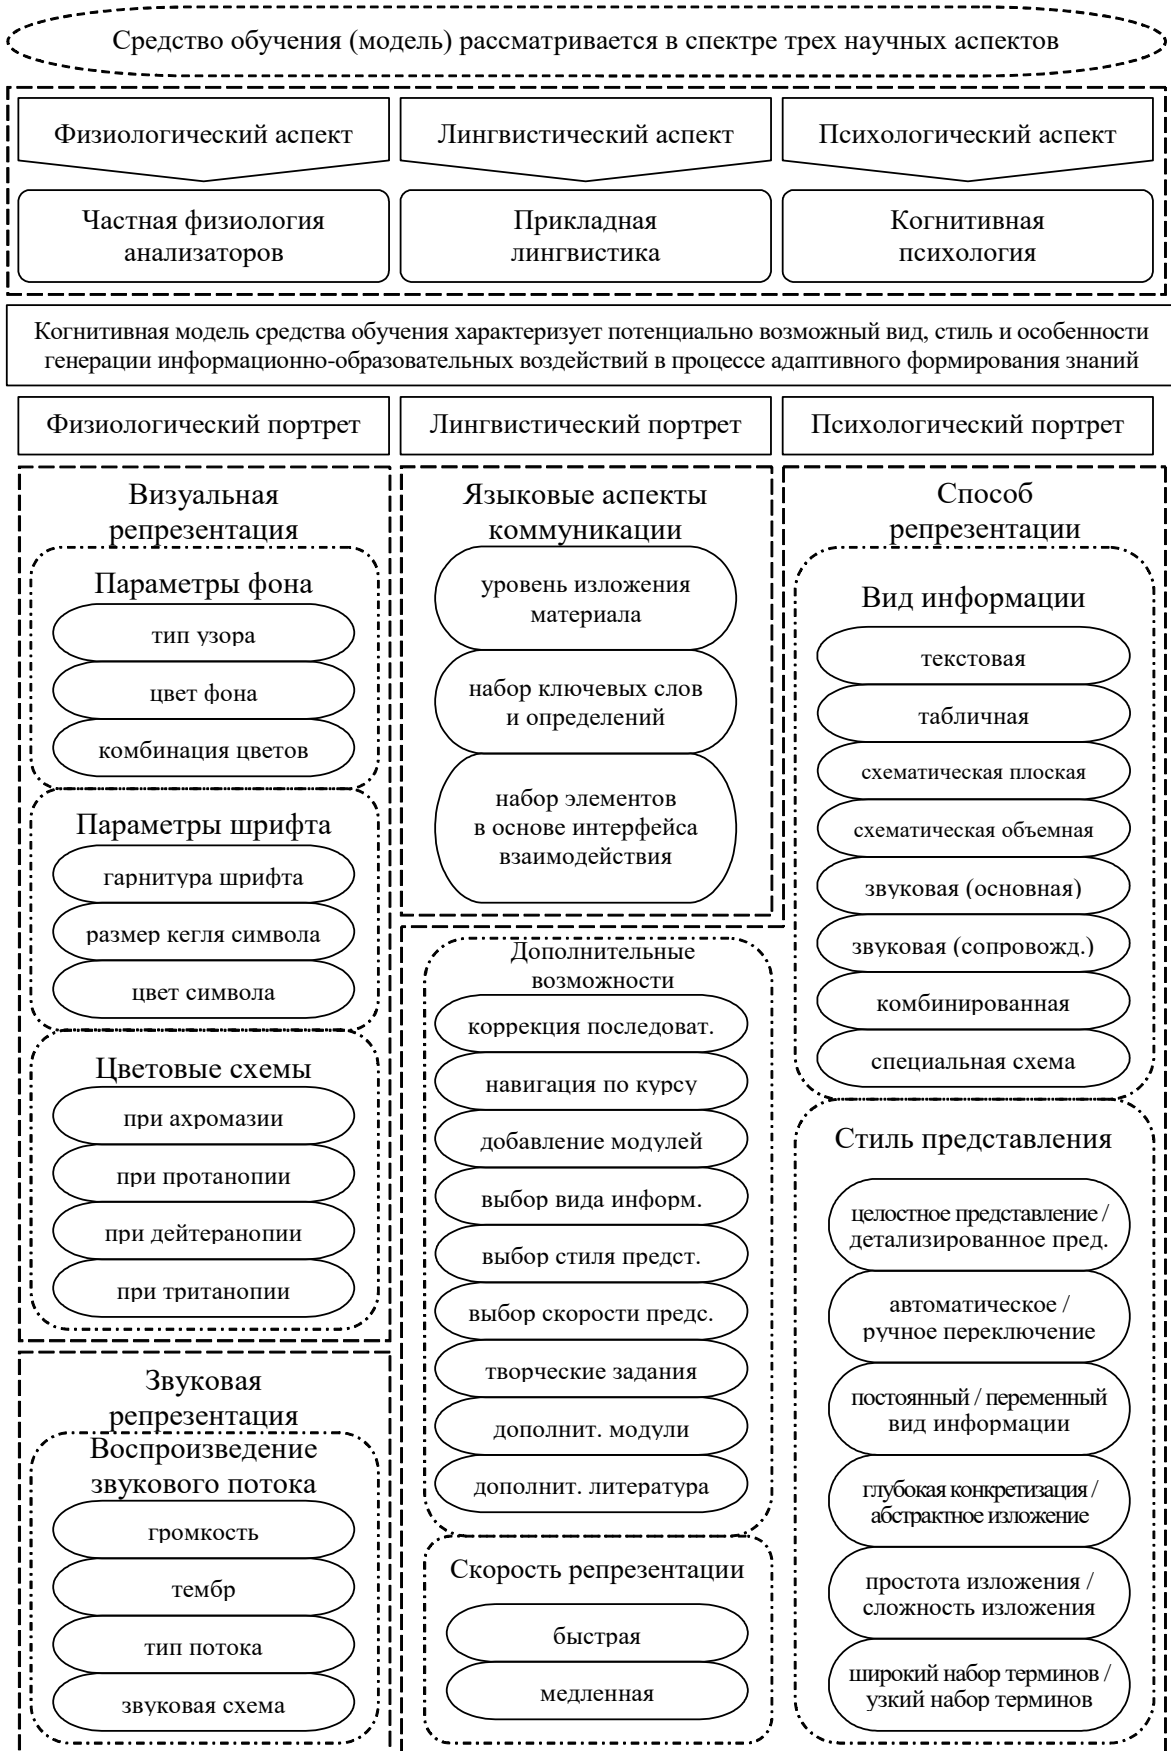 Средство обучения (модель) рассматривается в спектре трех научных аспектов
Физиологический аспект
Лингвистический аспект
Психологический аспект
Частная физиология
анализаторов
Прикладная
лингвистика
Когнитивная
психология
Когнитивная модель средства обучения характеризует потенциально возможный вид, стиль и особенности
генерации информационно-образовательных воздействий в процессе адаптивного формирования знаний
Физиологический портрет
Лингвистический портрет
Психологический портрет
Визуальная
репрезентация
Параметры фона
тип узора
цвет фона
комбинация цветов
Параметры шрифта
гарнитура шрифта
размер кегля символа
цвет символа
Цветовые схемы
при ахромазии
при протанопии
при дейтеранопии
при тританопии
Звуковая
репрезентация
Воспроизведение
звукового потока
громкость
тембр
тип потока
звуковая схема
Языковые аспекты
коммуникации
уровень изложения
материала
набор ключевых слов
и определений
набор элементов
в основе интерфейса
взаимодействия
Дополнительные
возможности
коррекция последоват.
навигация по курсу
добавление модулей
выбор вида информ.
выбор стиля предст.
выбор скорости предс.
творческие задания
дополнит. модули
дополнит. литература
Скорость репрезентации
быстрая
медленная
Способ
репрезентации
Вид информации
текстовая
табличная
схематическая плоская
схематическая объемная
звуковая (основная)
звуковая (сопровожд.)
комбинированная
специальная схема
Стиль представления
целостное представление /
детализированное пред.
автоматическое /
ручное переключение
постоянный / переменный
вид информации
глубокая конкретизация /
абстрактное изложение
простота изложения /
сложность изложения
широкий набор терминов /
узкий набор терминов